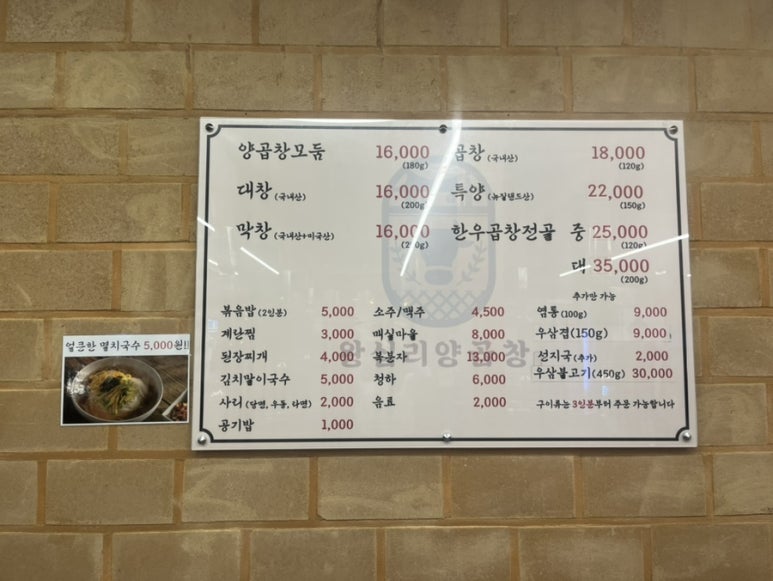 양곱창모둠 16,000 (180g) 곱창 (국내산) 18,000 (120g)
대창 (국내산) 16,000 (200g) 특양 (뉴질랜드산) 22,000 (150g)
막창 (국내산+미국산) 16,000 한우곱창전골 중 25,000 (120g)
대 35,000 (200g)
추가만 가능
볶음밥 (2인분) 5,000 소주/맥주 4,500 염통 (100g) 9,000
계란찜 3,000 매실마을 8,000 우삼겹(150g) 9,000
된장찌개 4,000 복분자 13,000 선지국 (추가) 2,000
김치말이국수 5,000 청하 6,000 우삼불고기(450g) 30,000
사리 (당면, 우동, 라면) 2,000 음료 2,000 구이류는 3인분부터 주문 가능합니다
공기밥 1,000
왕십리양곱창
얼큰한 멸치국수 5,000원!!